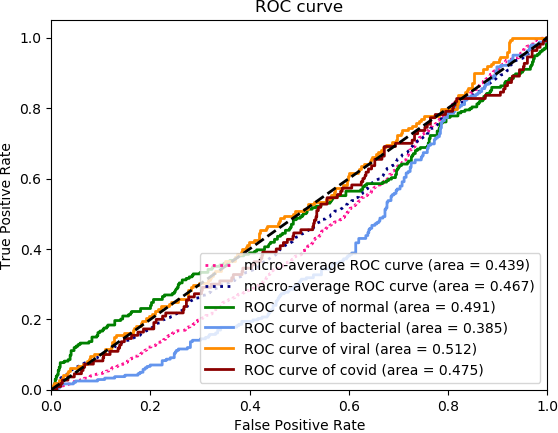 ROC curve
1.0
0.8
0.6
0.4
0.2
0.0
True Positive Rate
micro-average ROC curve (area = 0.439)
macro-average ROC curve (area = 0.467)
ROC curve of normal (area = 0.491)
ROC curve of bacterial (area = 0.385)
ROC curve of viral (area = 0.512)
ROC curve of covid (area = 0.475)
0.0 0.2 0.4 0.6 0.8 1.0
False Positive Rate